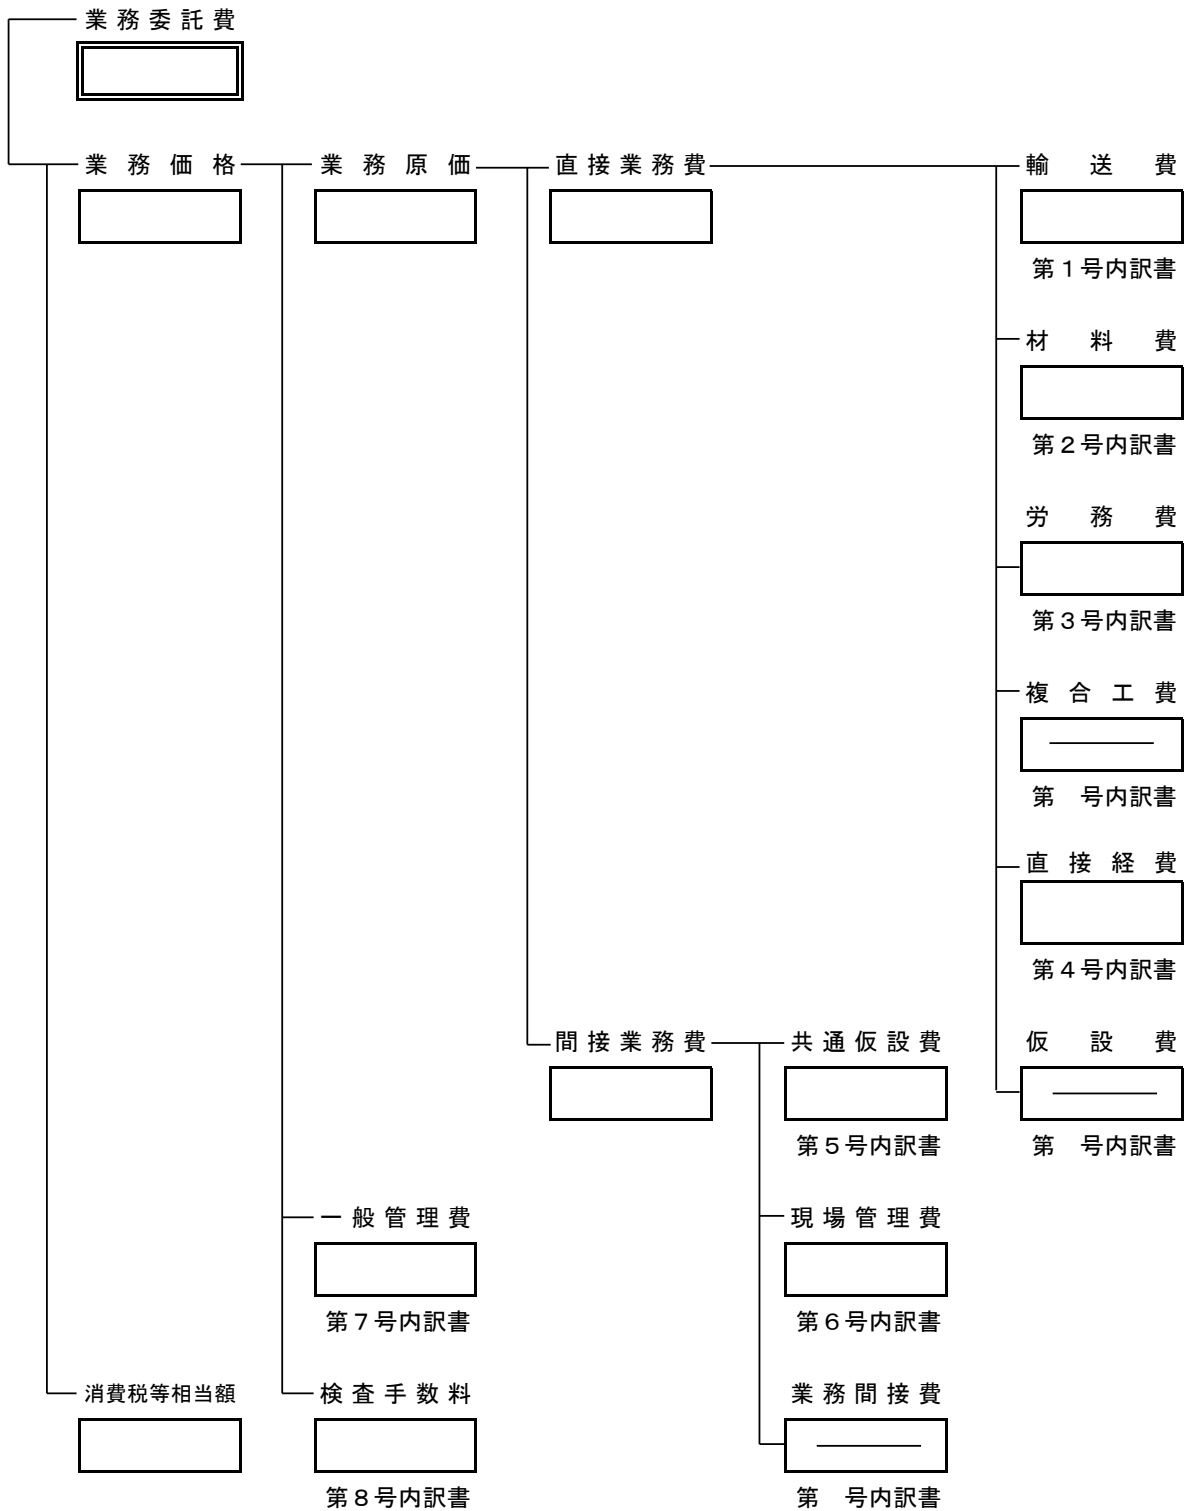 業務委託費
業務価格
業務原価
直接業務費
輸送費
第１号内訳書
材料費
第２号内訳書
労務費
第３号内訳書
複合工費
第　号内訳書
直接経費
第４号内訳書
仮設費
第　号内訳書
間接業務費
共通仮設費
第５号内訳書
現場管理費
第６号内訳書
業務間接費
第　号内訳書
一般管理費
第７号内訳書
検査手数料
第８号内訳書
消費税等相当額